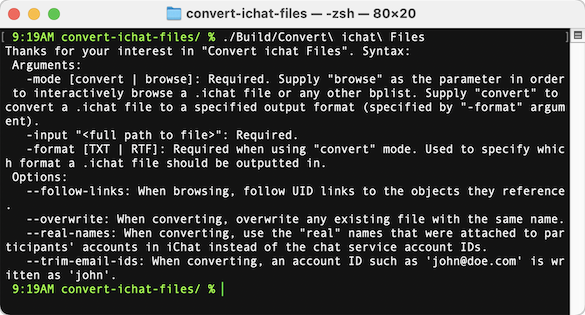 convert-ichat-files — -zsh — 80×20
[ 9:19AM convert-ichat-files/ % ./Build/Convert\ ichat\ Files ]
Thanks for your interest in "Convert ichat Files". Syntax:
 Arguments:
   -mode [convert | browse]: Required. Supply "browse" as the parameter in order
 to interactively browse a .ichat file or any other bplist. Supply "convert" to
convert a .ichat file to a specified output format (specified by "-format" argum
ent).
   -input "<full path to file>": Required.
   -format [TXT | RTF]: Required when using "convert" mode. Used to specify whic
h format a .ichat file should be outputted in.
 Options:
   --follow-links: When browsing, follow UID links to the objects they reference
.
   --overwrite: When converting, overwrite any existing file with the same name.
   --real-names: When converting, use the "real" names that were attached to par
ticipants' accounts in iChat instead of the chat service account IDs.
   --trim-email-ids: When converting, an account ID such as 'john@doe.com' is wr
itten as 'john'.
 9:19AM convert-ichat-files/ %